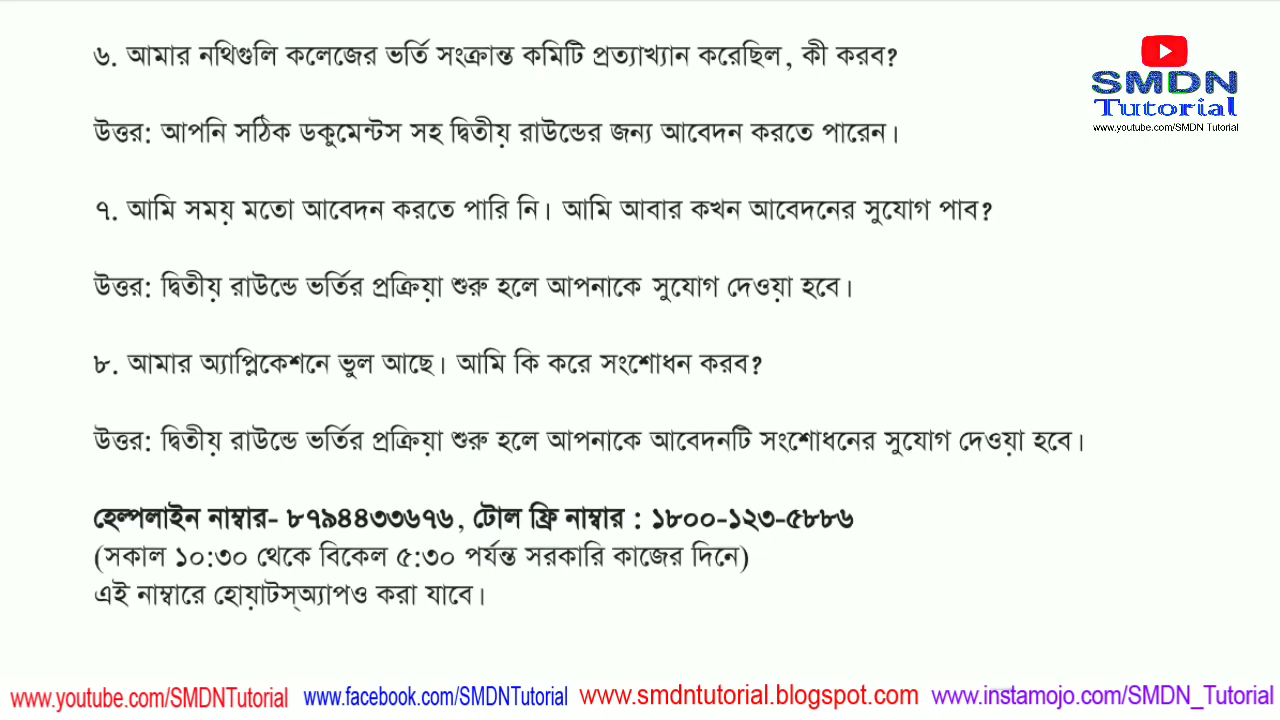 ৬. আমার নথিগুলি কলেজের ভর্তি সংক্রান্ত কমিটি প্রত্যাখ্যান করেছিল, কী করব?
SMDN
Tutorial
www.youtube.com/SMDN Tutorial
উত্তর: আপনি সঠিক ডকুমেন্টস সহ দ্বিতীয় রাউন্ডের জন্য আবেদন করতে পারেন।
৭. আমি সময় মতো আবেদন করতে পারি নি। আমি আবার কখন আবেদনের সুযোগ পাব?
উত্তর: দ্বিতীয় রাউন্ডে ভর্তির প্রক্রিয়া শুরু হলে আপনাকে সুযোগ দেওয়া হবে।
৮. আমার অ্যাপ্লিকেশনে ভুল আছে। আমি কি করে সংশোধন করব?
উত্তর: দ্বিতীয় রাউন্ডে ভর্তির প্রক্রিয়া শুরু হলে আপনাকে আবেদনটি সংশোধনের সুযোগ দেওয়া হবে।
হেল্পলাইন নাম্বার- ৮৭৯৪৪৩৩৬৭৬, টোল ফ্রি নাম্বার : ১৮০০-১২৩-৫৮৮৬
(সকাল ১০:৩০ থেকে বিকেল ৫:৩০ পর্যন্ত সরকারি কাজের দিনে)
এই নাম্বারে হোয়াটস্অ্যাপও করা যাবে।
www.youtube.com/SMDNTutorial www.facebook.com/SMDNTutorial www.smdntutorial.blogspot.com www.instamojo.com/SMDN_Tutorial